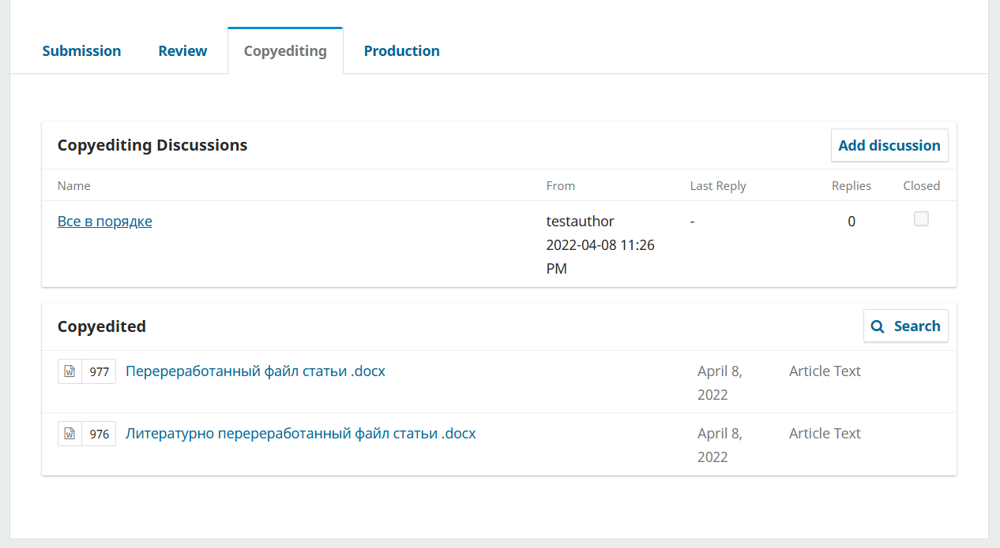 Submission Review Copyediting Production
Copyediting Discussions Add discussion
Name From Last Reply Replies Closed
Все в порядке testauthor - 0
2022-04-08 11:26
PM
Copyedited Search
977 Перереработанный файл статьи .docx April 8, Article Text
2022
976 Литературно перереработанный файл статьи .docx April 8, Article Text
2022